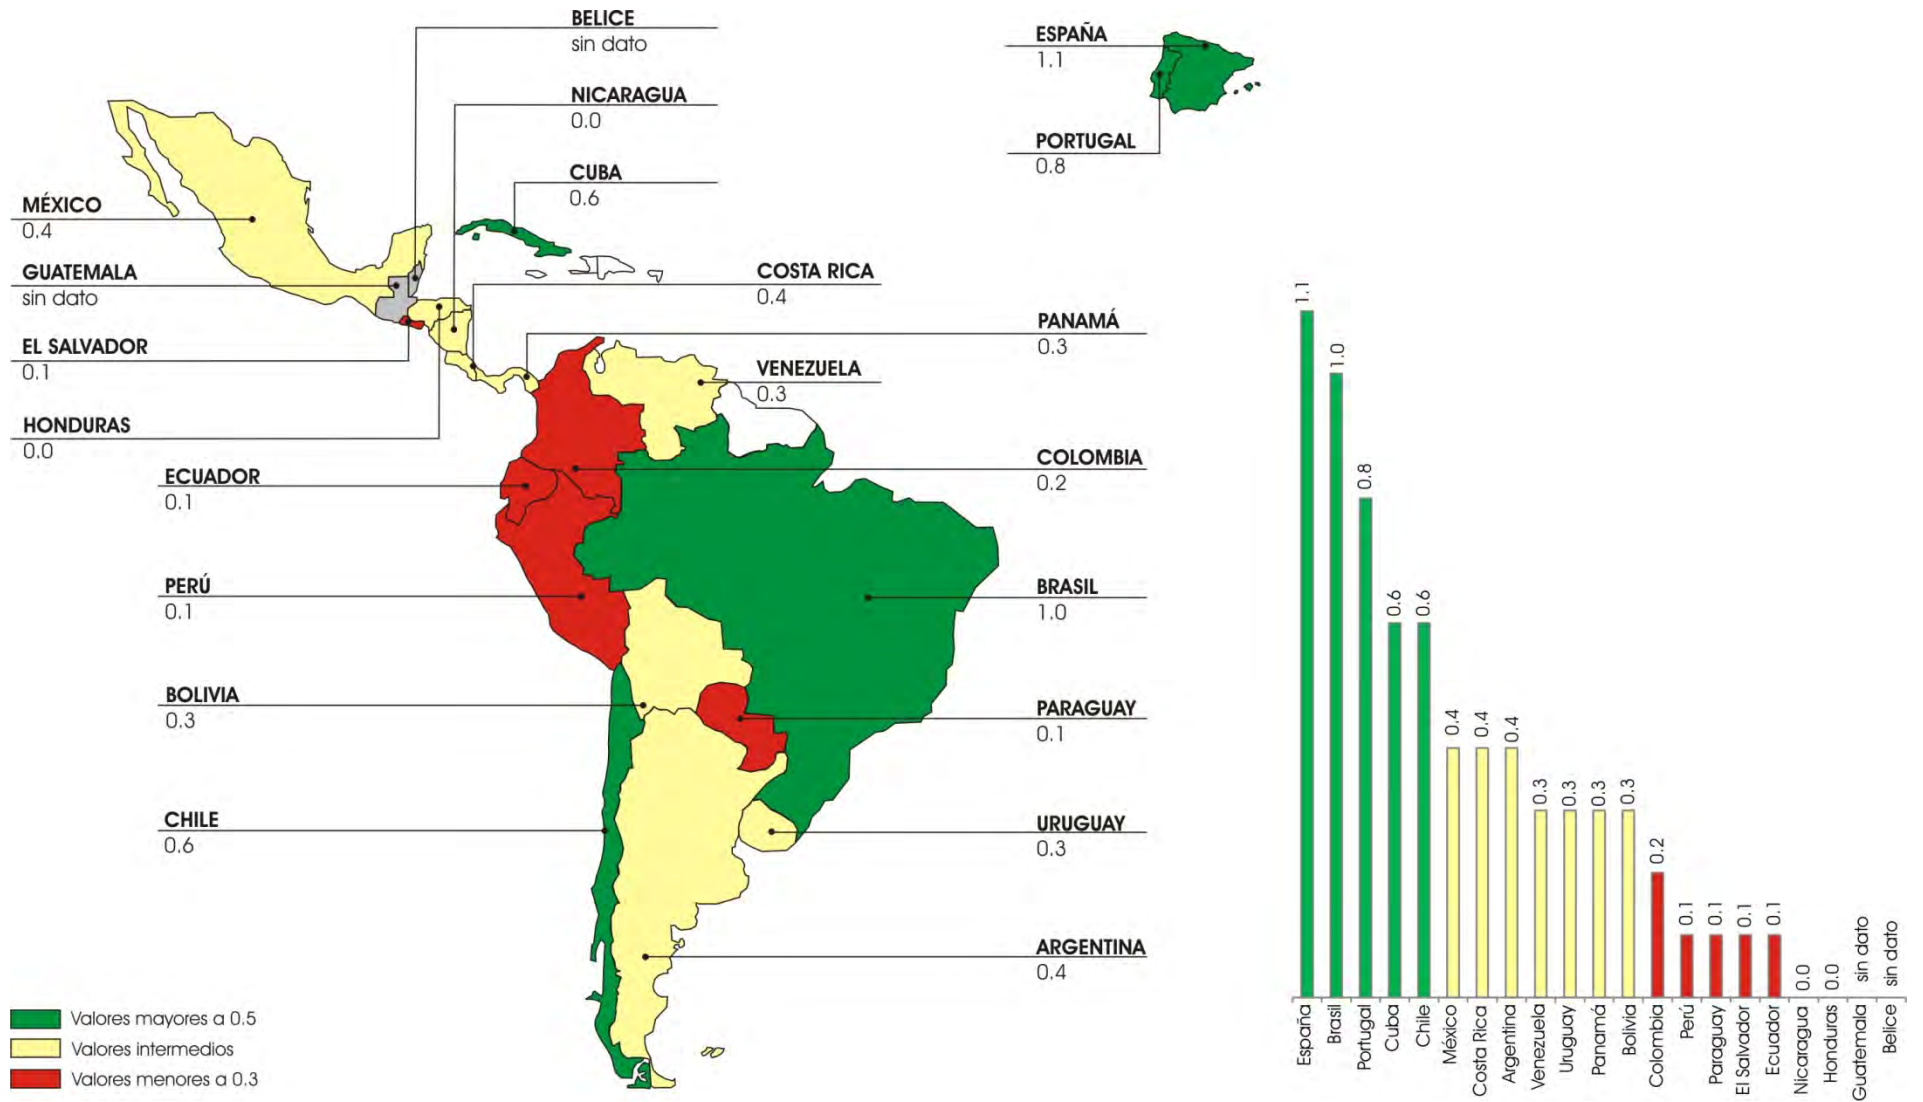 BELICE
sin dato
NICARAGUA
0.0
CUBA
0.6
MÉXICO
0.4
GUATEMALA
sin dato
EL SALVADOR
0.1
HONDURAS
0.0
COSTA RICA
0.4
PANAMÁ
0.3
VENEZUELA
0.3
ECUADOR
0.1
COLOMBIA
0.2
PERÚ
0.1
BRASIL
1.0
BOLIVIA
0.3
PARAGUAY
0.1
CHILE
0.6
URUGUAY
0.3
ARGENTINA
0.4
ESPAÑA
1.1
PORTUGAL
0.8
Valores mayores a 0.5
Valores intermedios
Valores menores a 0.3
1.1
1.0
0.8
0.6
0.6
0.4
0.4
0.4
0.3
0.3
0.3
0.3
0.2
0.1
0.1
0.1
0.1
0.0
0.0
sin dato
sin dato
España
Brasil
Portugal
Cuba
Chile
México
Costa Rica
Argentina
Venezuela
Uruguay
Panamá
Bolivia
Colombia
Perú
Paraguay
El Salvador
Ecuador
Nicaragua
Honduras
Guatemala
Belice